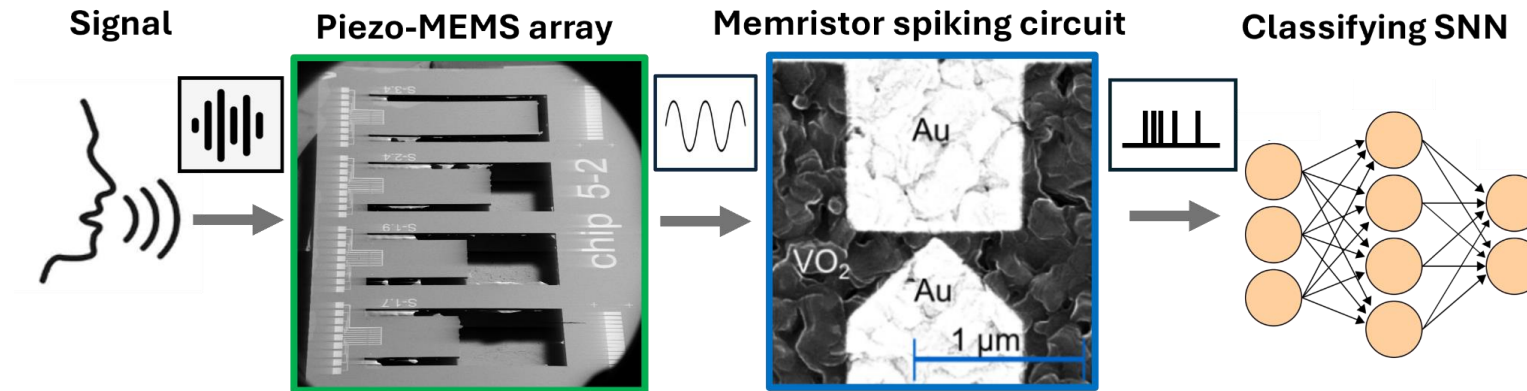 Signal
Piezo-MEMS array
Memristor spiking circuit
Classifying SNN
S-3.4
S-2.4
S-1.9
S-1.7
chip 5-2
Au
VO₂
Au
1 µm